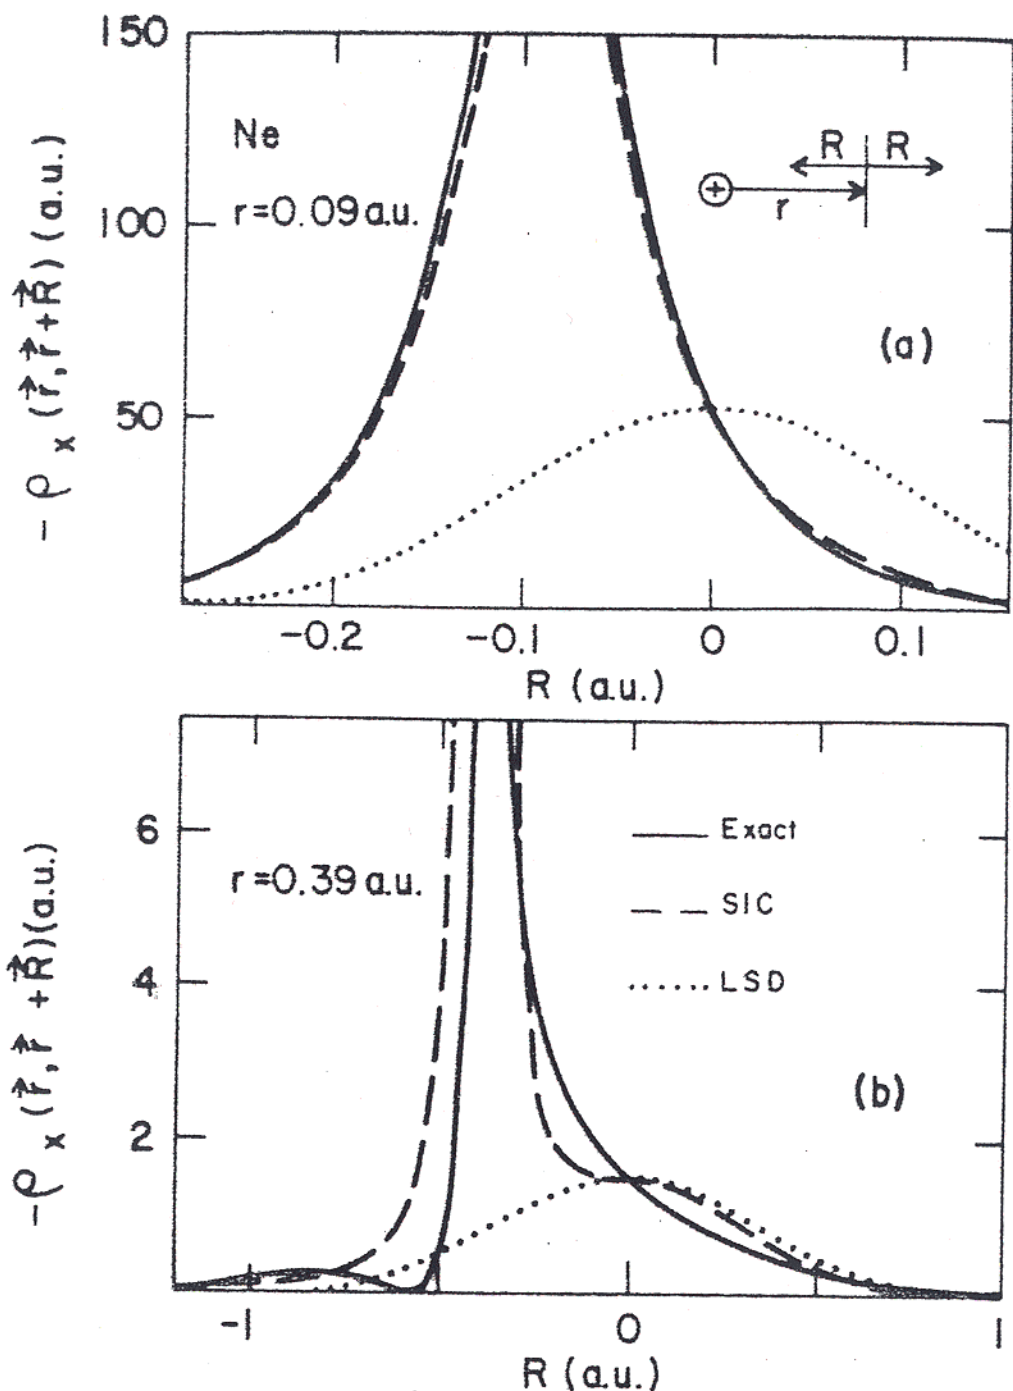 150
Ne
r=0.09 a.u.
R R
+
r
100
(a)
50
-ρx(r⃗,r⃗+R⃗)(a.u.)
-0.2 -0.1 0 0.1
R (a.u.)
6
r=0.39 a.u.
Exact
SIC
4
LSD
(b)
2
-ρx(r⃗,r⃗+R⃗)(a.u.)
-1 0 1
R (a.u.)